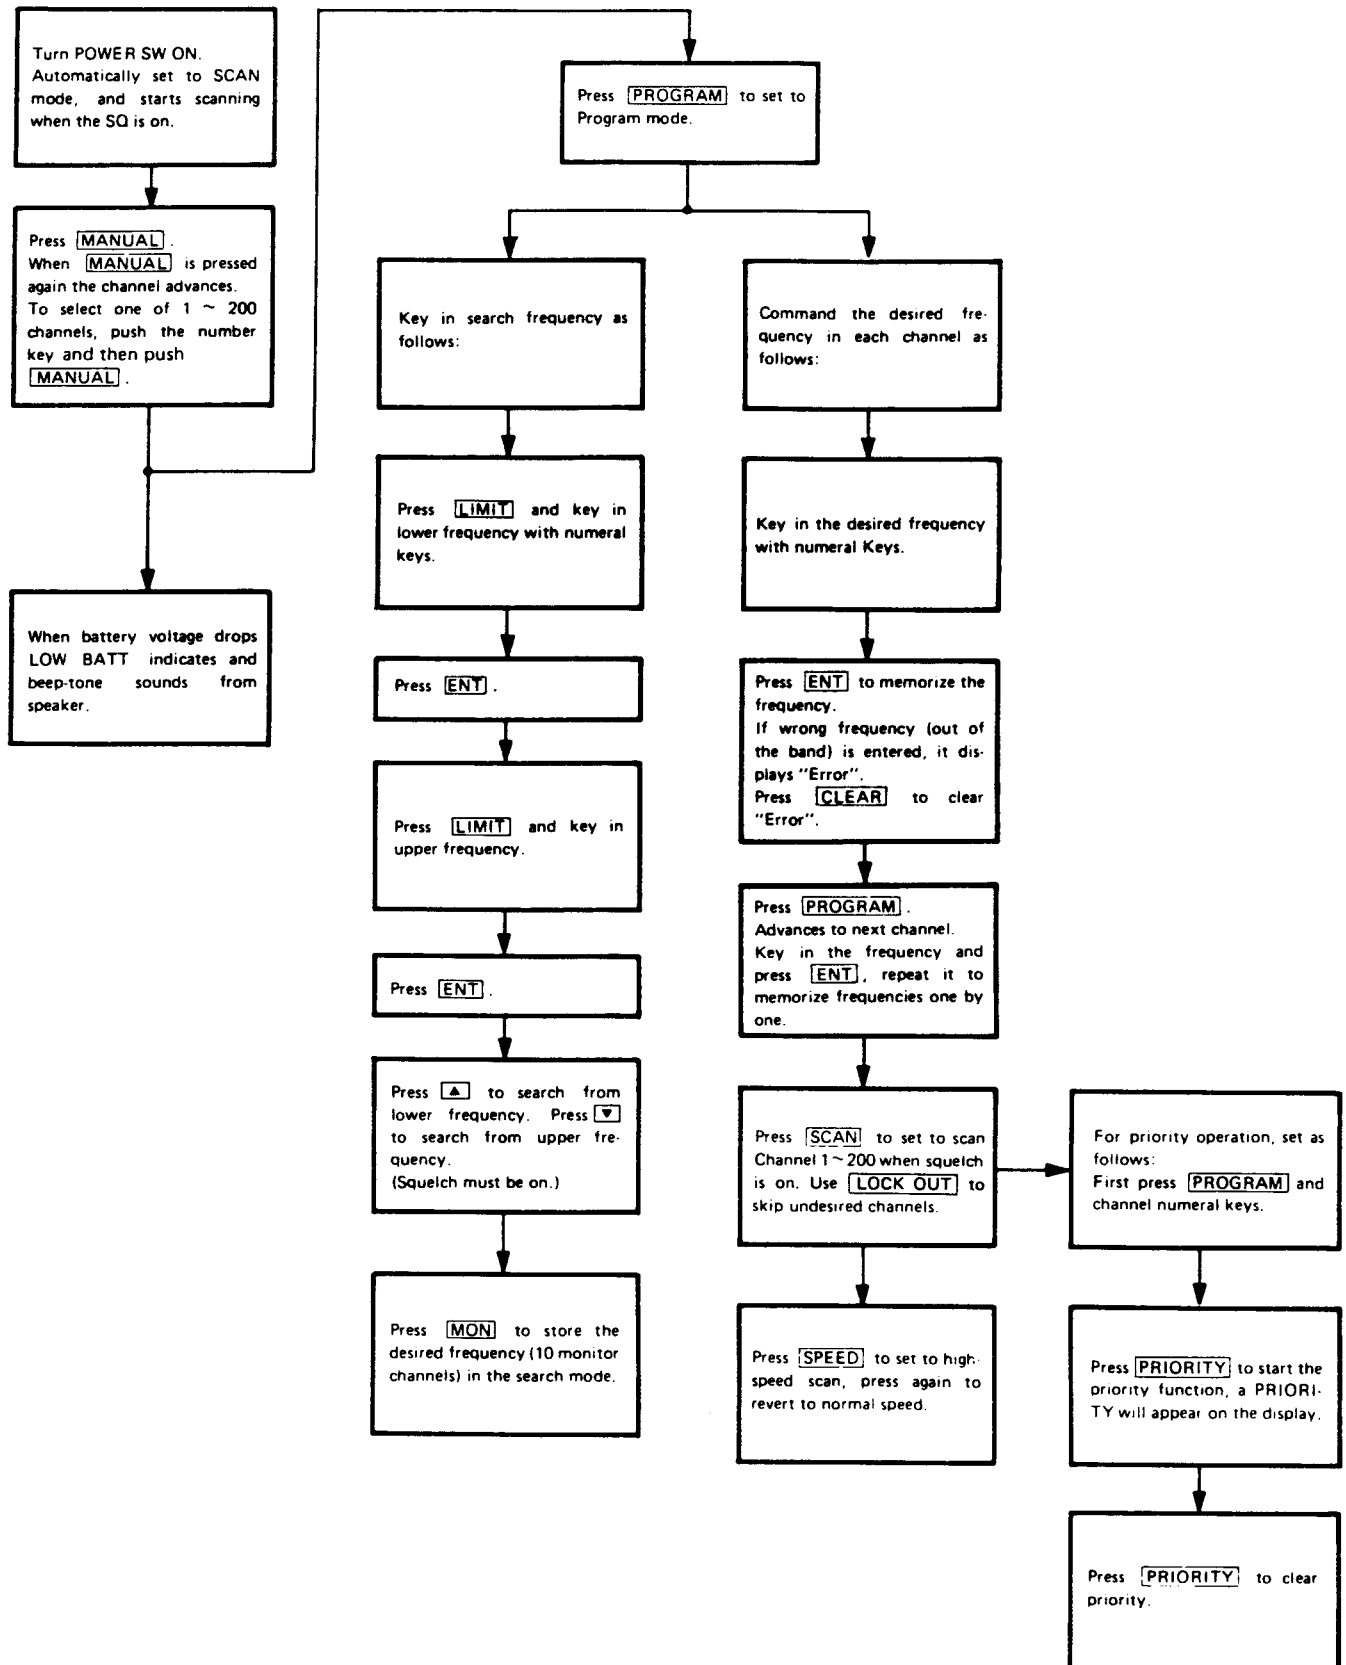 Turn POWER SW ON.
Automatically set to SCAN
mode, and starts scanning
when the SQ is on.
Press MANUAL.
When MANUAL is pressed
again the channel advances.
To select one of 1 ~ 200
channels, push the number
key and then push
MANUAL.
When battery voltage drops
LOW BATT indicates and
beep-tone sounds from
speaker.
Press PROGRAM to set to
Program mode.
Key in search frequency as
follows:
Press LIMIT and key in
lower frequency with numeral
keys.
Press ENT.
Press LIMIT and key in
upper frequency.
Press ENT.
Press ▲ to search from
lower frequency. Press ▼
to search from upper fre-
quency.
(Squelch must be on.)
Press MON to store the
desired frequency (10 monitor
channels) in the search mode.
Command the desired fre-
quency in each channel as
follows:
Key in the desired frequency
with numeral Keys.
Press ENT to memorize the
frequency.
If wrong frequency (out of
the band) is entered, it dis-
plays "Error".
Press CLEAR to clear
"Error".
Press PROGRAM.
Advances to next channel.
Key in the frequency and
press ENT, repeat it to
memorize frequencies one by
one.
Press SCAN to set to scan
Channel 1 ~ 200 when squelch
is on. Use LOCK OUT to
skip undesired channels.
Press SPEED to set to high-
speed scan, press again to
revert to normal speed.
For priority operation, set as
follows:
First press PROGRAM and
channel numeral keys.
Press PRIORITY to start the
priority function, a PRIORI-
TY will appear on the display.
Press PRIORITY to clear
priority.